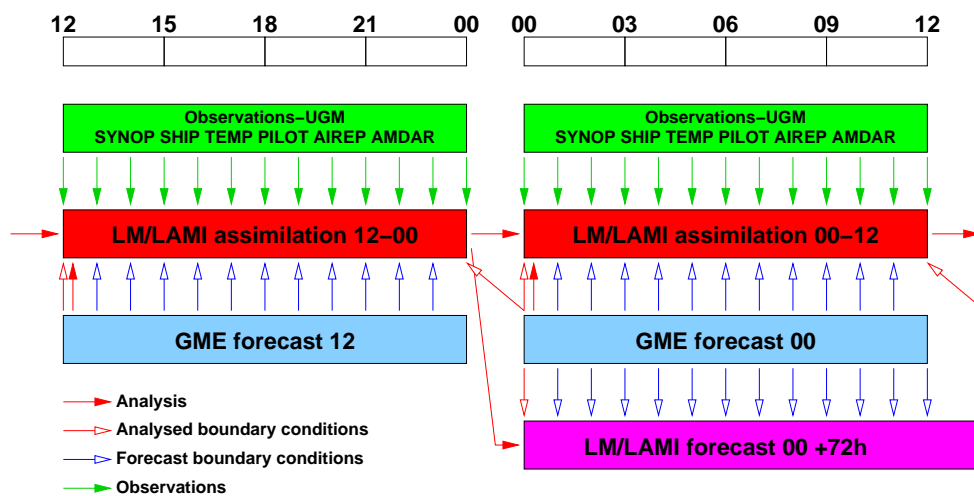 12 15 18 21 00 00 03 06 09 12
Observations−UGM
SYNOP SHIP TEMP PILOT AIREP AMDAR
Observations−UGM
SYNOP SHIP TEMP PILOT AIREP AMDAR
LM/LAMI assimilation 12−00
LM/LAMI assimilation 00−12
GME forecast 12
GME forecast 00
LM/LAMI forecast 00 +72h
Analysis
Analysed boundary conditions
Forecast boundary conditions
Observations